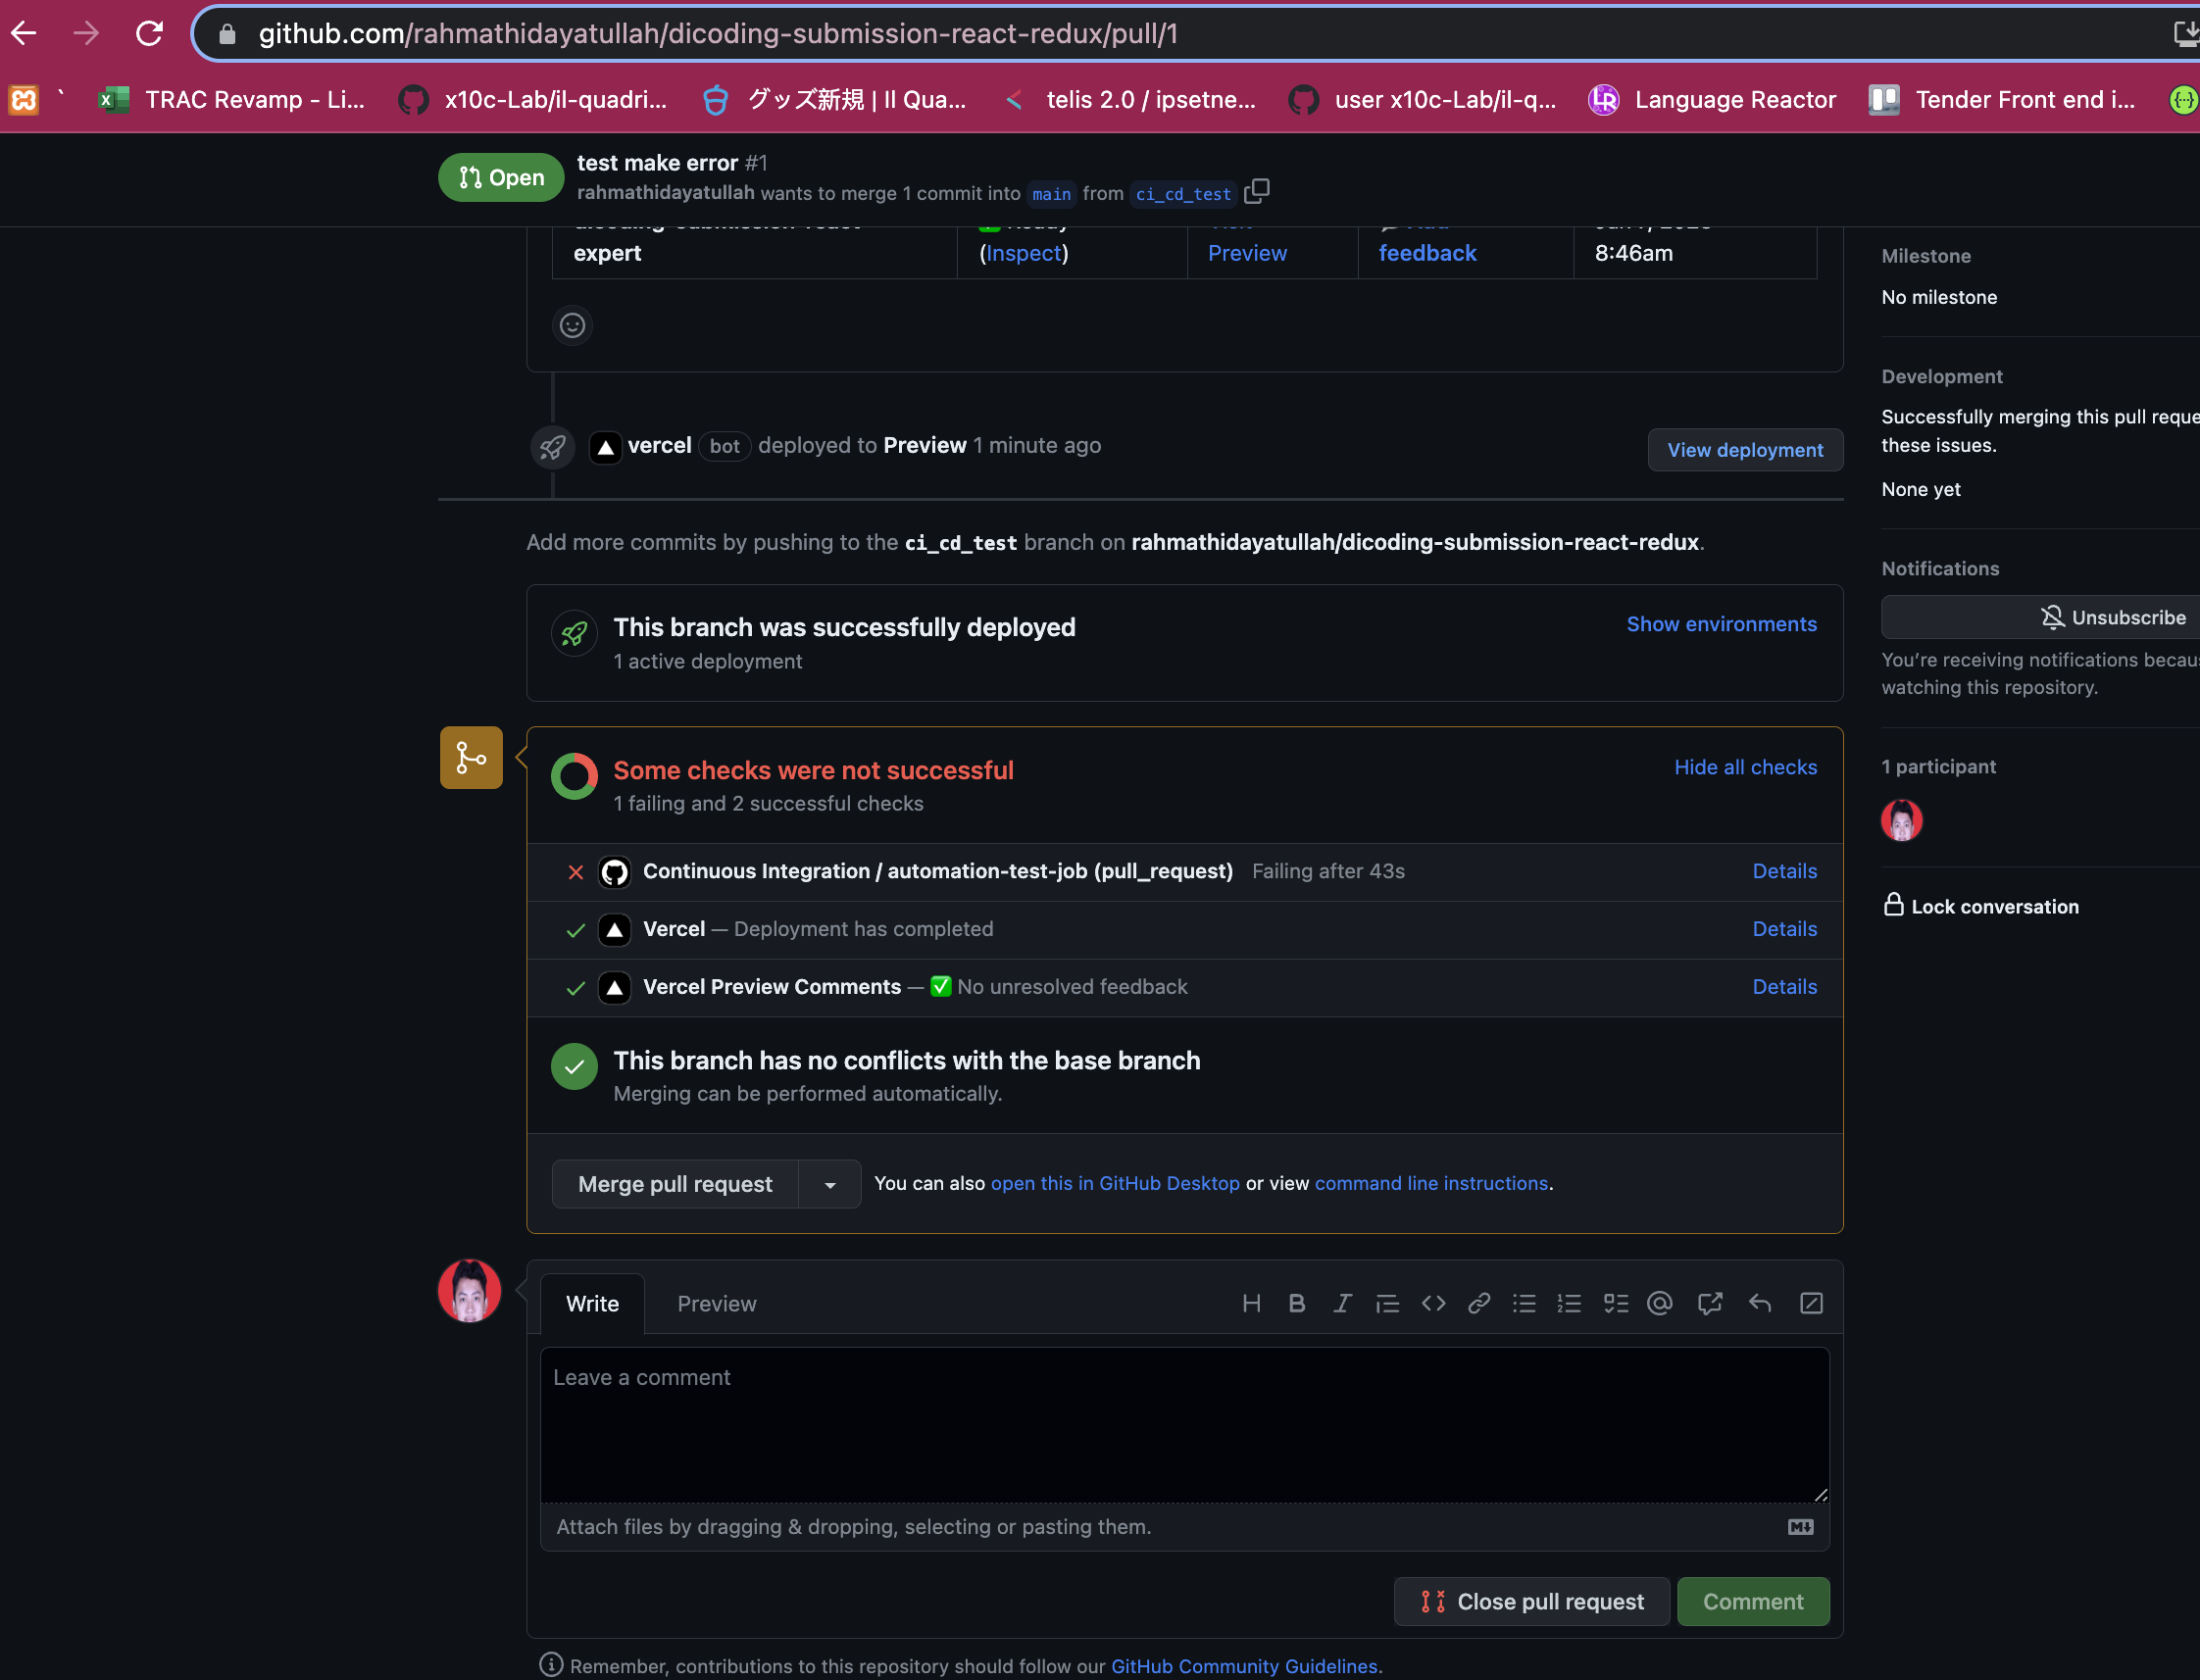 github.com/rahmathidayatullah/dicoding-submission-react-redux/pull/1
TRAC Revamp - Li...
x10c-Lab/il-quadri...
グッズ新規 | Il Qua...
telis 2.0 / ipsetne...
user x10c-Lab/il-q...
Language Reactor
Tender Front end i...
Open
test make error #1
rahmathidayatullah wants to merge 1 commit into main from ci_cd_test
expert
(Inspect)
Preview
feedback
8:46am
Milestone
No milestone
Development
Successfully merging this pull reque
these issues.
None yet
vercel bot deployed to Preview 1 minute ago
View deployment
Add more commits by pushing to the ci_cd_test branch on rahmathidayatullah/dicoding-submission-react-redux.
Notifications
Unsubscribe
You're receiving notifications becau
watching this repository.
This branch was successfully deployed
1 active deployment
Show environments
Some checks were not successful
1 failing and 2 successful checks
Hide all checks
1 participant
Continuous Integration / automation-test-job (pull_request) Failing after 43s
Details
Lock conversation
Vercel — Deployment has completed
Details
Vercel Preview Comments — ✅ No unresolved feedback
Details
This branch has no conflicts with the base branch
Merging can be performed automatically.
Merge pull request
You can also open this in GitHub Desktop or view command line instructions.
Write
Preview
Leave a comment
Attach files by dragging & dropping, selecting or pasting them.
Close pull request
Comment
Remember, contributions to this repository should follow our GitHub Community Guidelines.